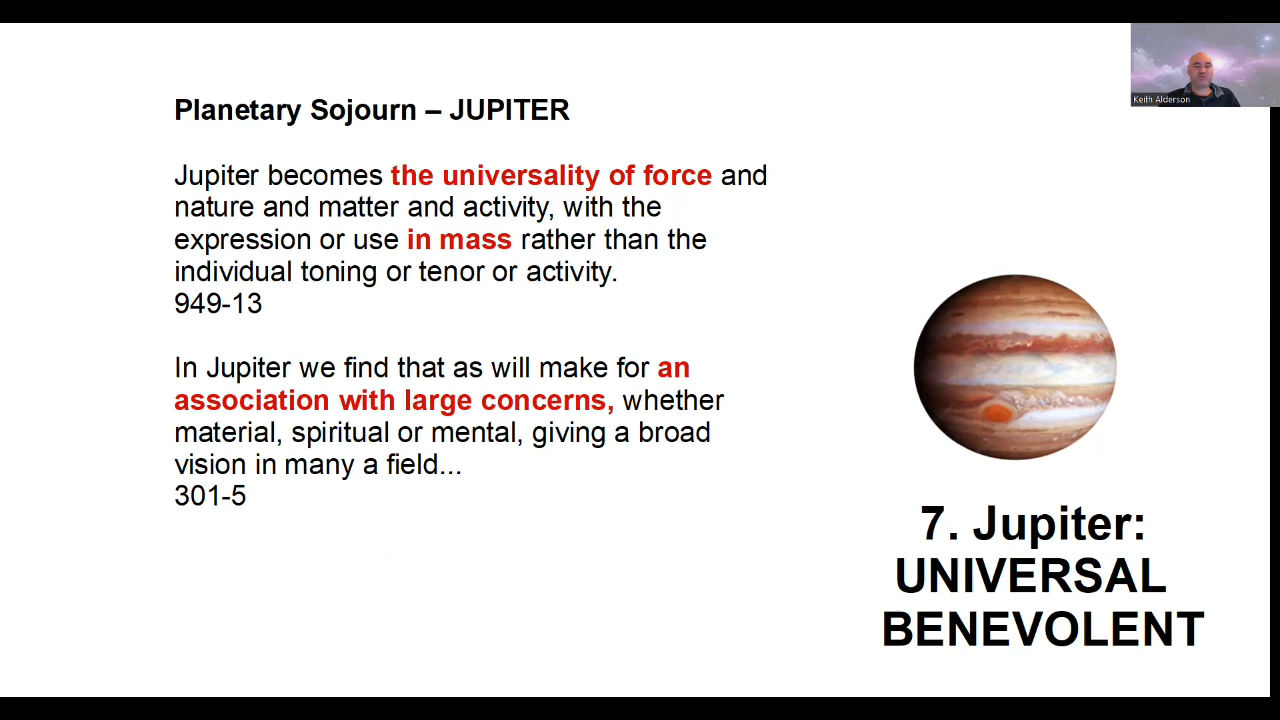 Keith Alderson
Planetary Sojourn – JUPITER
Jupiter becomes the universality of force and
nature and matter and activity, with the
expression or use in mass rather than the
individual toning or tenor or activity.
949-13
In Jupiter we find that as will make for an
association with large concerns, whether
material, spiritual or mental, giving a broad
vision in many a field...
301-5
7. Jupiter:
UNIVERSAL
BENEVOLENT